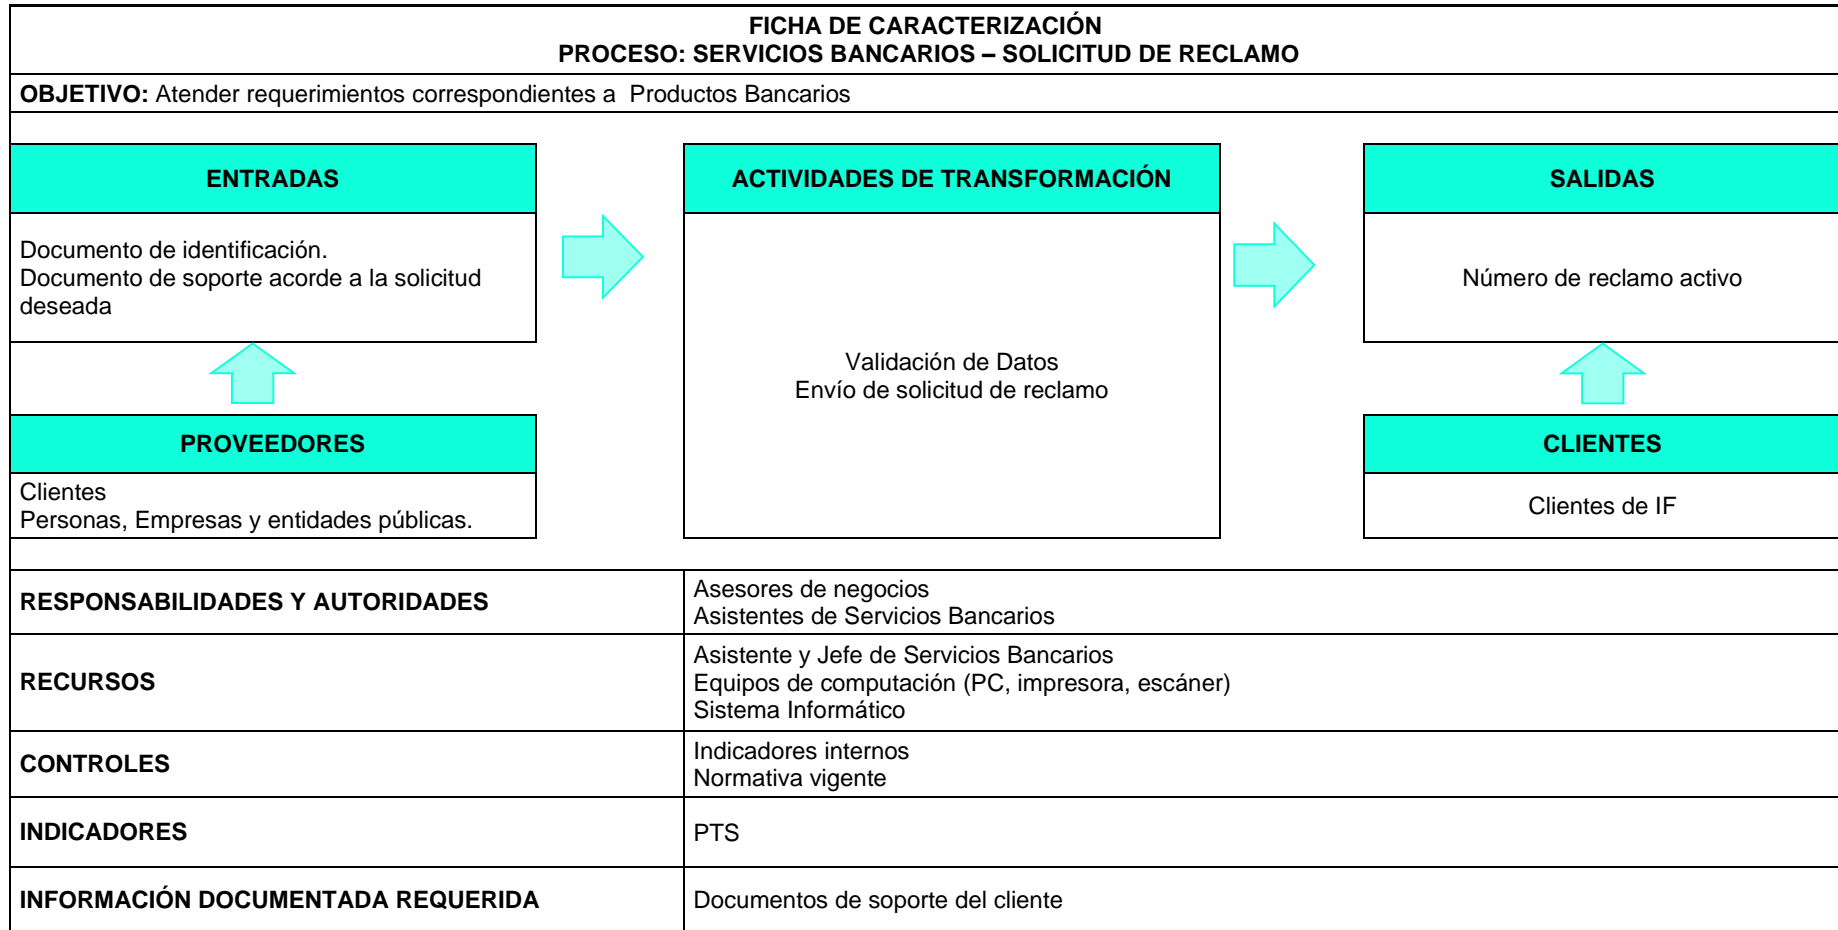 FICHA DE CARACTERIZACIÓN
PROCESO: SERVICIOS BANCARIOS – SOLICITUD DE RECLAMO
OBJETIVO: Atender requerimientos correspondientes a  Productos Bancarios
ENTRADAS
Documento de identificación.
Documento de soporte acorde a la solicitud
deseada
PROVEEDORES
Clientes
Personas, Empresas y entidades públicas.
ACTIVIDADES DE TRANSFORMACIÓN
Validación de Datos
Envío de solicitud de reclamo
SALIDAS
Número de reclamo activo
CLIENTES
Clientes de IF
RESPONSABILIDADES Y AUTORIDADES
Asesores de negocios
Asistentes de Servicios Bancarios
RECURSOS
Asistente y Jefe de Servicios Bancarios
Equipos de computación (PC, impresora, escáner)
Sistema Informático
CONTROLES
Indicadores internos
Normativa vigente
INDICADORES
PTS
INFORMACIÓN DOCUMENTADA REQUERIDA
Documentos de soporte del cliente